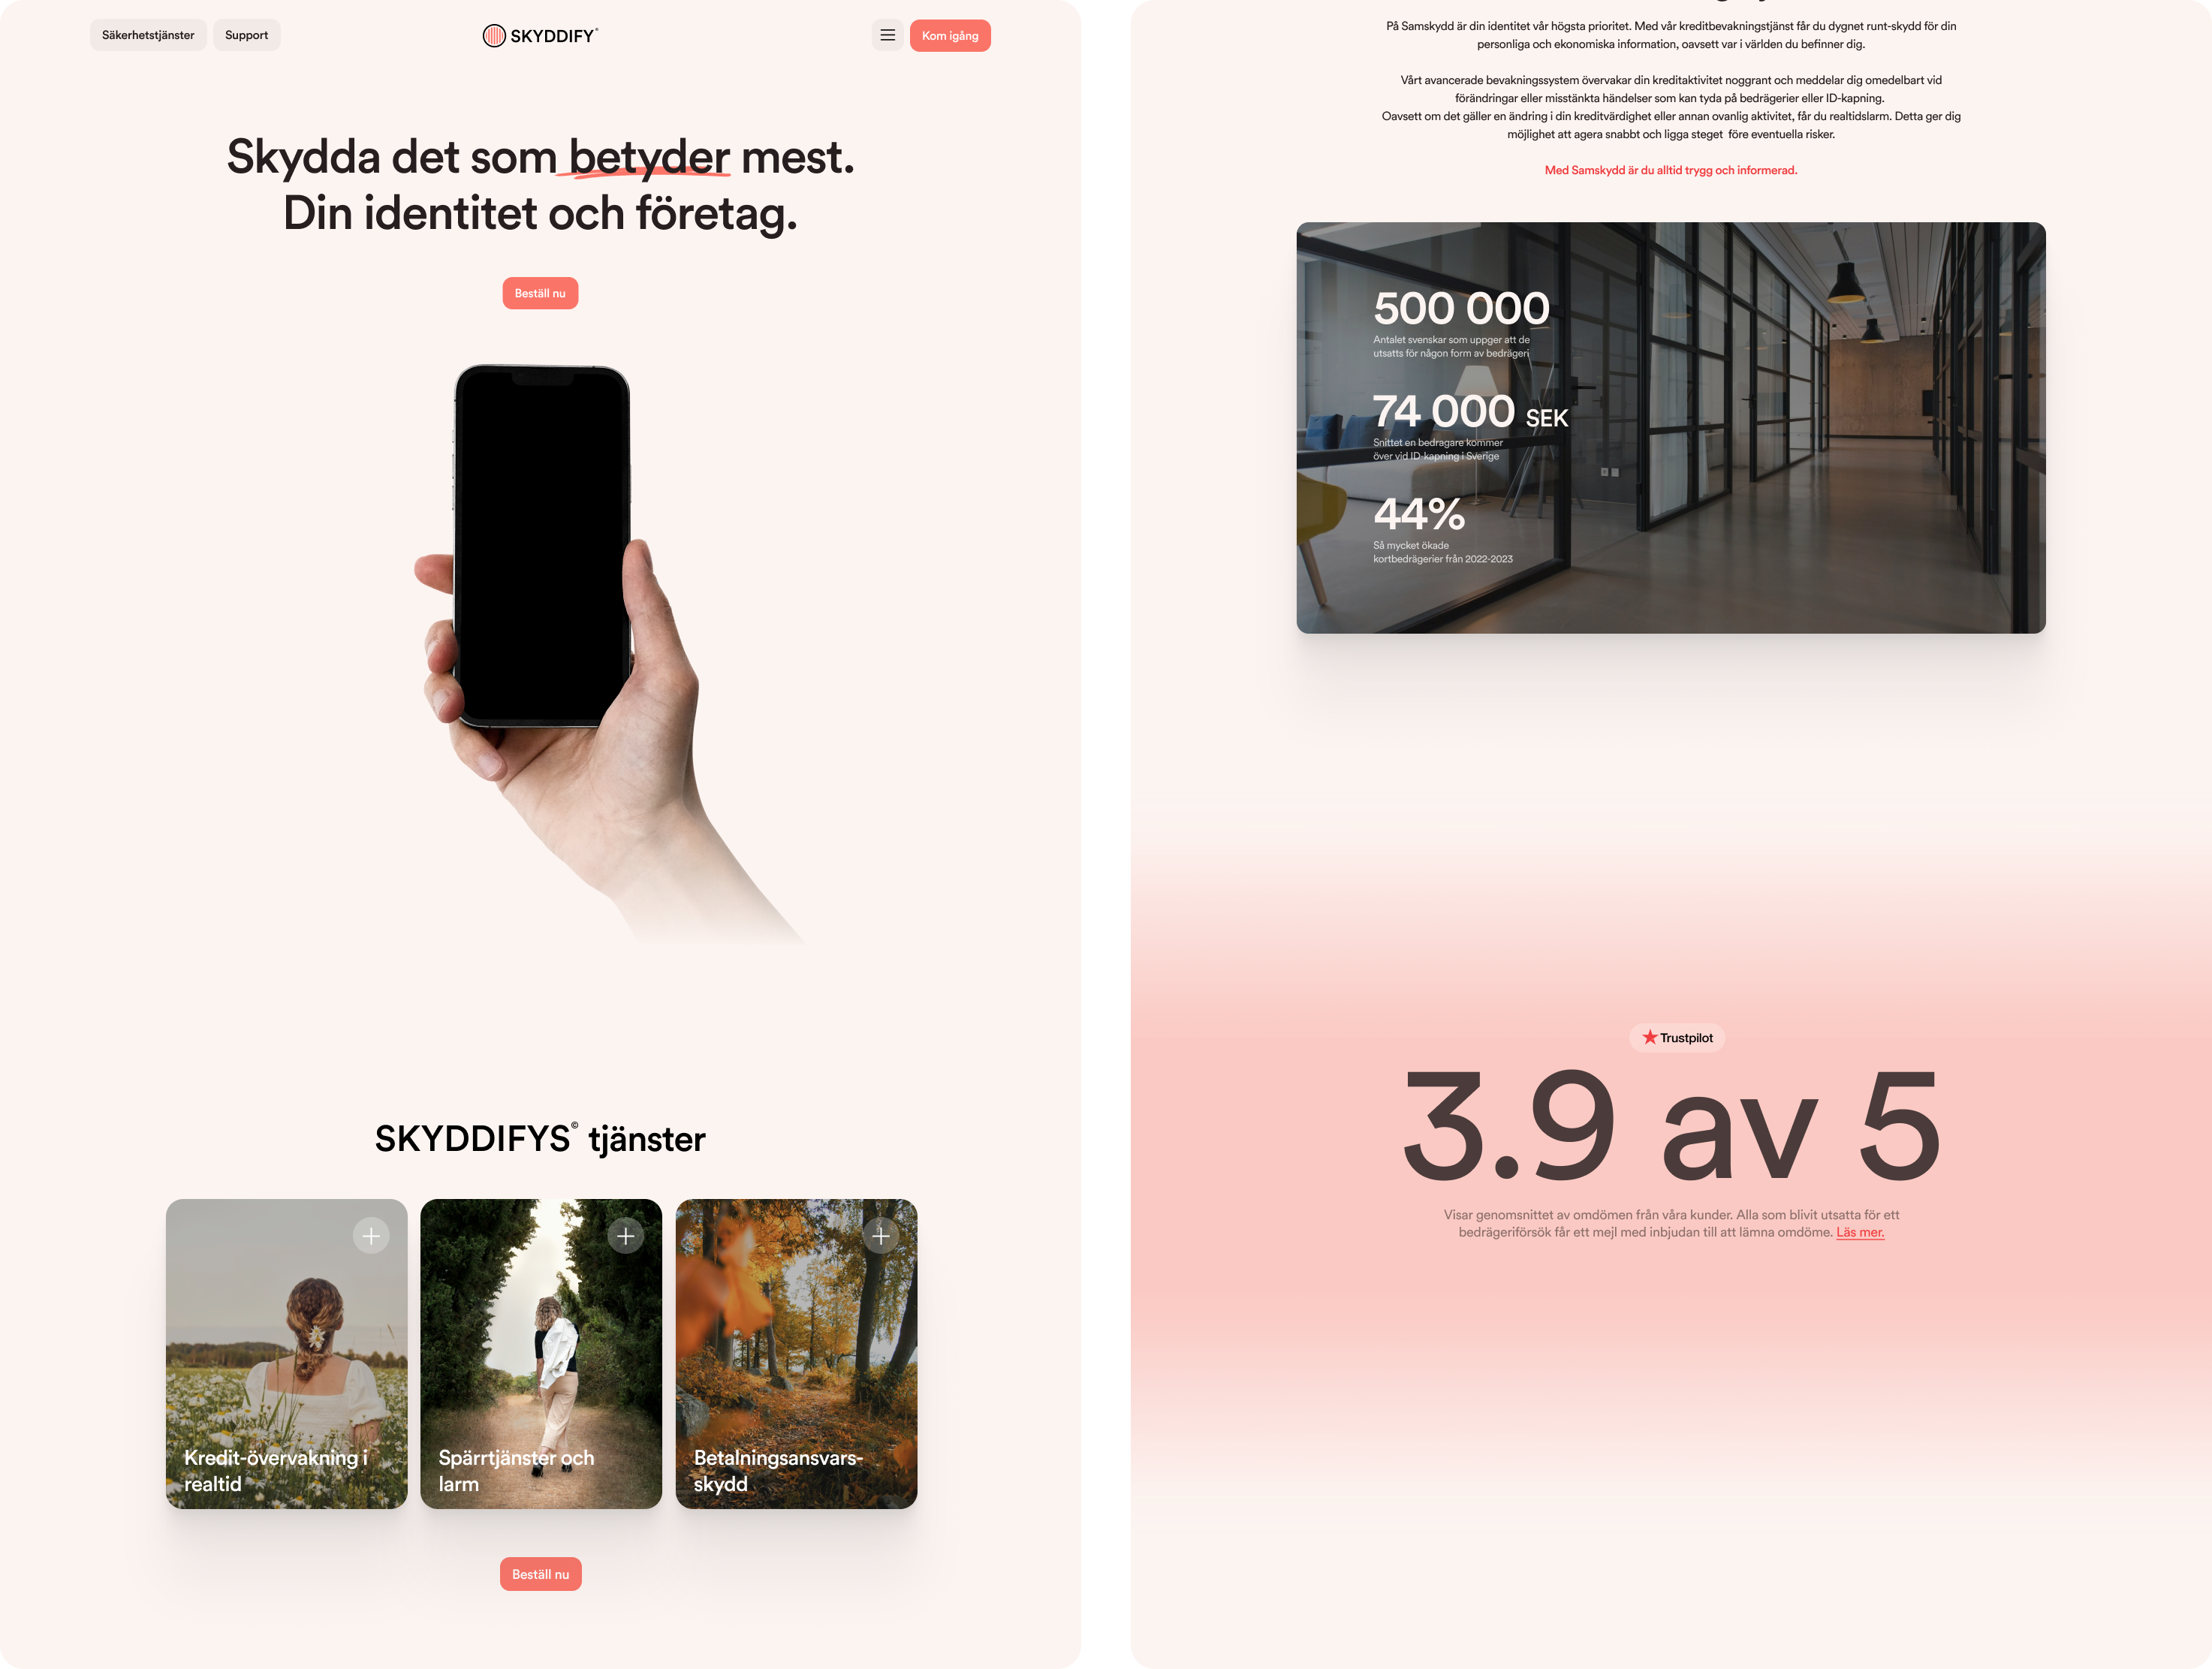 Säkerhetstjänster
Support
SKYDDIFY®
Kom igång
Skydda det som betyder mest.
Din identitet och företag.
Beställ nu
SKYDDIFYS© tjänster
Kredit-övervakning i
realtid
Spärrtjänster och
larm
Betalningsansvars-
skydd
Beställ nu
På Samskydd är din identitet vår högsta prioritet. Med vår kreditbevakningstjänst får du dygnet runt-skydd för din
personliga och ekonomiska information, oavsett var i världen du befinner dig.
Vårt avancerade bevakningssystem övervakar din kreditaktivitet noggrant och meddelar dig omedelbart vid
förändringar eller misstänkta händelser som kan tyda på bedrägerier eller ID-kapning.
Oavsett om det gäller en ändring i din kreditvärdighet eller annan ovanlig aktivitet, får du realtidslarm. Detta ger dig
möjlighet att agera snabbt och ligga steget före eventuella risker.
Med Samskydd är du alltid trygg och informerad.
500 000
Antalet svenskar som uppger att de
utsatts för någon form av bedrägeri
74 000 SEK
Snittet en bedragare kommer
över vid ID-kapning i Sverige
44%
Så mycket ökade
kortbedrägerier från 2022-2023
Trustpilot
3.9 av 5
Visar genomsnittet av omdömen från våra kunder. Alla som blivit utsatta för ett
bedrägeriförsök får ett mejl med inbjudan till att lämna omdöme. Läs mer.